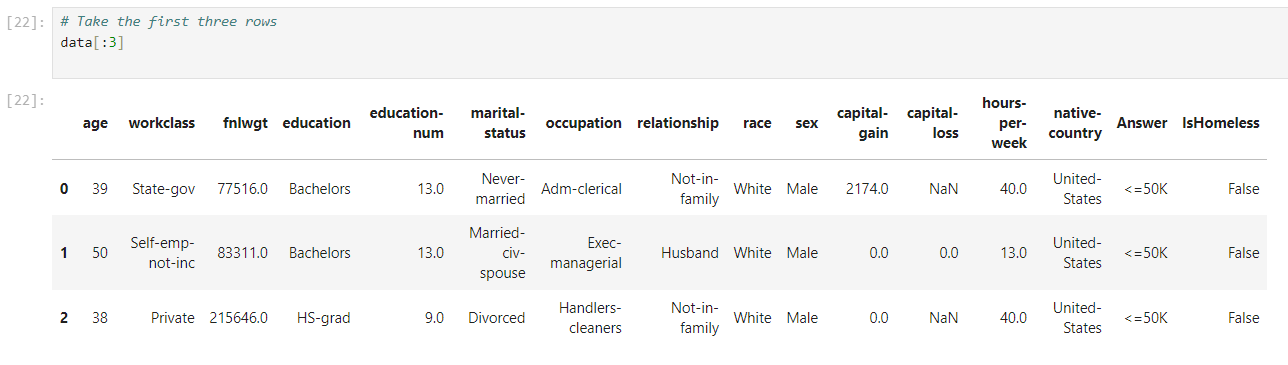 [22]: # Take the first three rows
data[:3]
[22]:
age workclass fnlwgt education education-num marital-status occupation relationship race sex capital-gain capital-loss hours-per-week native-country Answer IsHomeless
0 39 State-gov 77516.0 Bachelors 13.0 Never-married Adm-clerical Not-in-family White Male 2174.0 NaN 40.0 United-States <=50K False
1 50 Self-emp-not-inc 83311.0 Bachelors 13.0 Married-civ-spouse Exec-managerial Husband White Male 0.0 0.0 13.0 United-States <=50K False
2 38 Private 215646.0 HS-grad 9.0 Divorced Handlers-cleaners Not-in-family White Male 0.0 NaN 40.0 United-States <=50K False